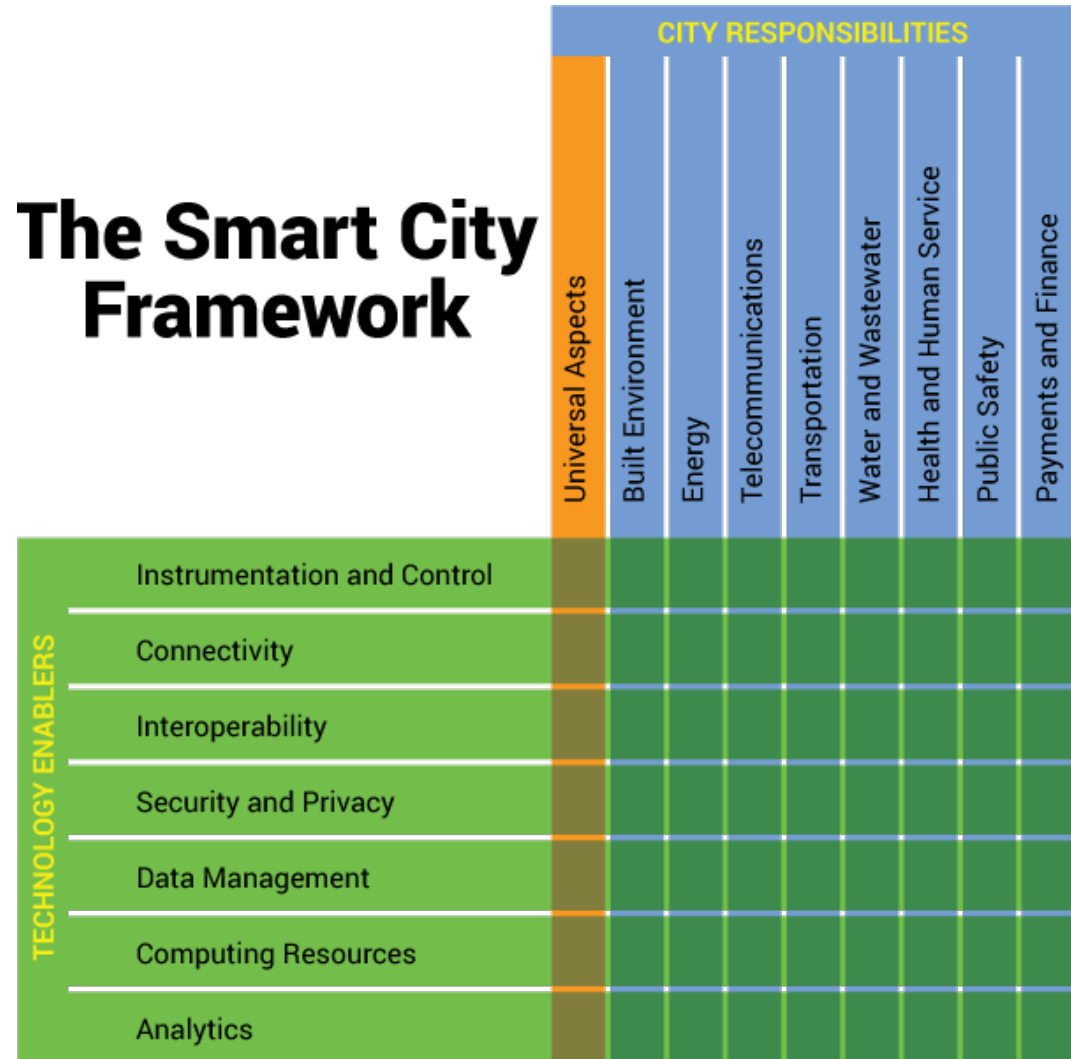 CITY RESPONSIBILITIES
The Smart City
Framework
Universal Aspects
Built Environment
Energy
Telecommunications
Transportation
Water and Wastewater
Health and Human Service
Public Safety
Payments and Finance
TECHNOLOGY ENABLERS
Instrumentation and Control
Connectivity
Interoperability
Security and Privacy
Data Management
Computing Resources
Analytics